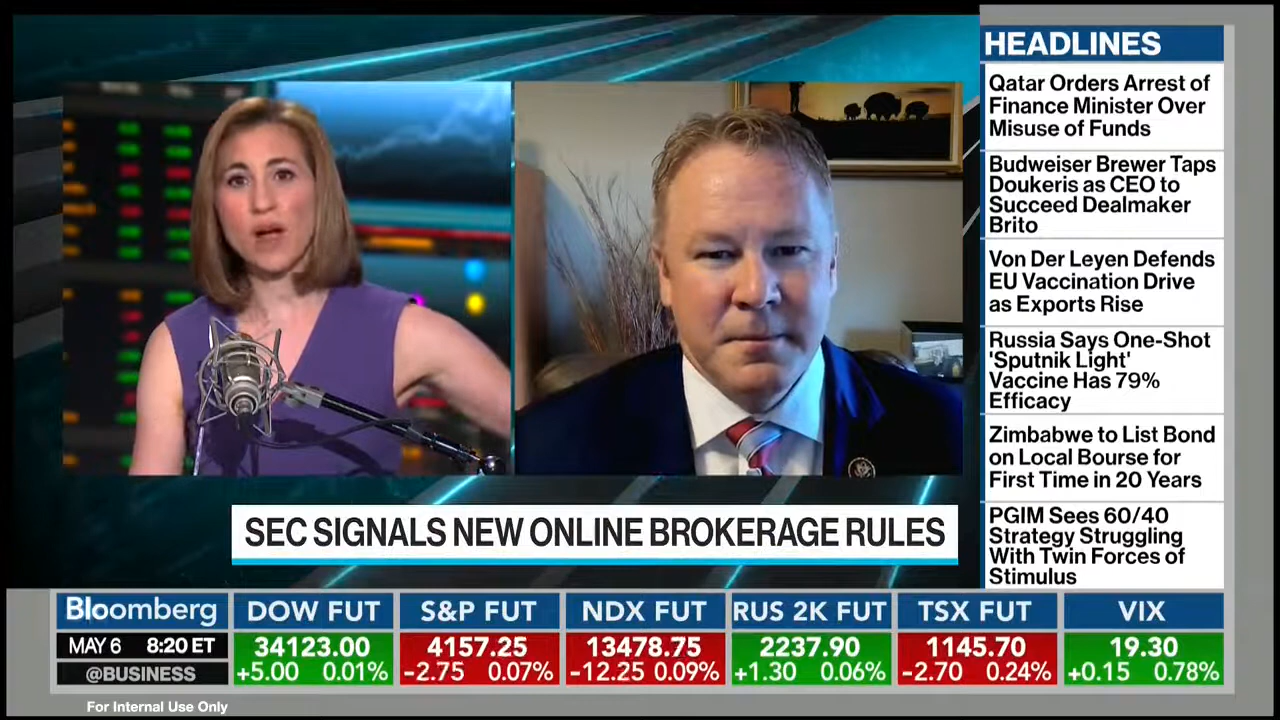 HEADLINES
Qatar Orders Arrest of
Finance Minister Over
Misuse of Funds
Budweiser Brewer Taps
Doukeris as CEO to
Succeed Dealmaker
Brito
Von Der Leyen Defends
EU Vaccination Drive
as Exports Rise
Russia Says One-Shot
'Sputnik Light'
Vaccine Has 79%
Efficacy
Zimbabwe to List Bond
on Local Bourse for
First Time in 20 Years
PGIM Sees 60/40
Strategy Struggling
With Twin Forces of
Stimulus
SEC SIGNALS NEW ONLINE BROKERAGE RULES
Bloomberg DOW FUT S&P FUT NDX FUT RUS 2K FUT TSX FUT VIX
MAY 6 8:20 ET 34123.00 4157.25 13478.75 2237.90 1145.70 19.30
@BUSINESS +5.00 0.01% -2.75 0.07% -12.25 0.09% +1.30 0.06% -2.70 0.24% +0.15 0.78%
For Internal Use Only